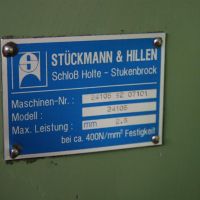 STÜCKMANN & HILLEN
Schloß Holte - Stukenbrock
Maschinen-Nr.: 24106 92 07101
Modell: 24106
Max. Leistung: mm 2.5
bei ca. 400N/mm² Festigkeit